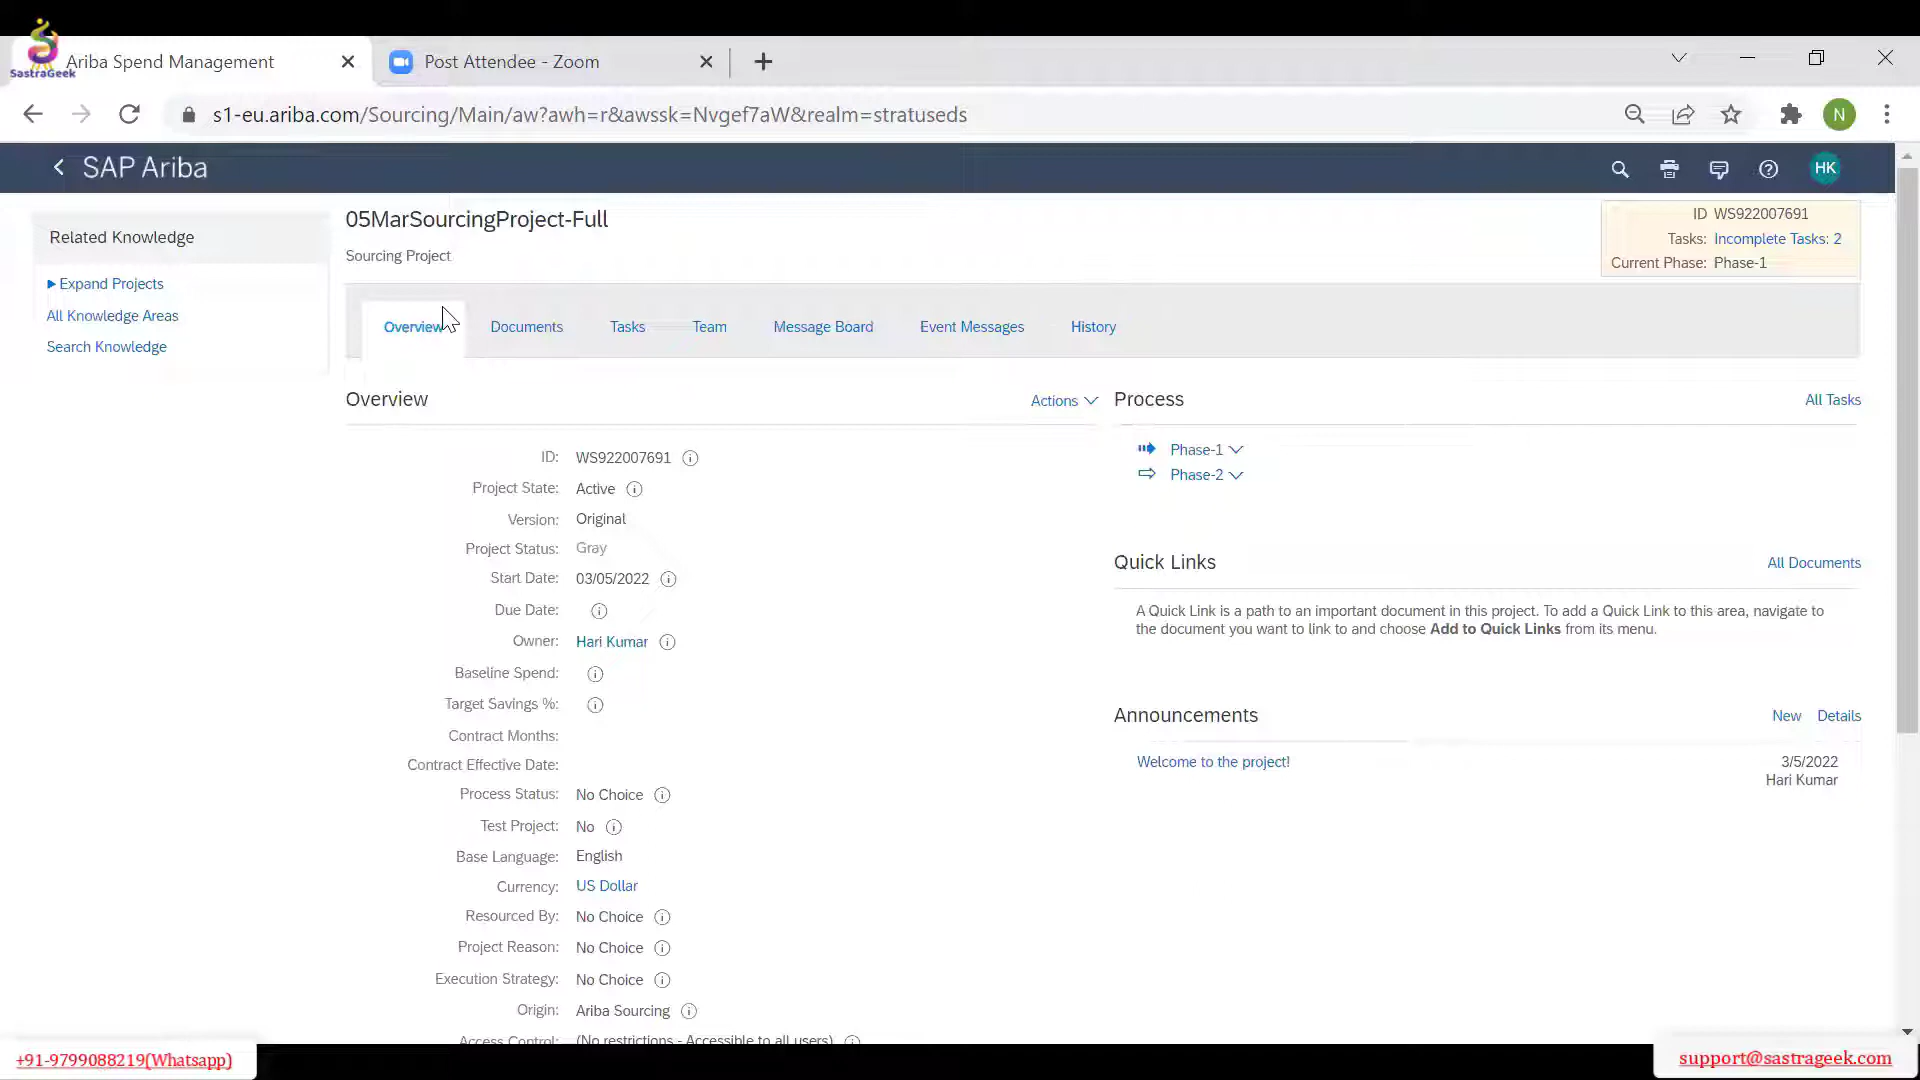 SastraGeek
Ariba Spend Management
Post Attendee - Zoom
s1-eu.ariba.com/Sourcing/Main/aw?awh=r&awssk=Nvgef7aW&realm=stratuseds
N
SAP Ariba
HK
Related Knowledge
Expand Projects
All Knowledge Areas
Search Knowledge
05MarSourcingProject-Full
Sourcing Project
ID WS922007691
Tasks: Incomplete Tasks: 2
Current Phase: Phase-1
Overview Documents Tasks Team Message Board Event Messages History
Overview
Actions
ID: WS922007691
Project State: Active
Version: Original
Project Status: Gray
Start Date: 03/05/2022
Due Date:
Owner: Hari Kumar
Baseline Spend:
Target Savings %:
Contract Months:
Contract Effective Date:
Process Status: No Choice
Test Project: No
Base Language: English
Currency: US Dollar
Resourced By: No Choice
Project Reason: No Choice
Execution Strategy: No Choice
Origin: Ariba Sourcing
Access Control: (No restrictions - Accessible to all users)
Process
All Tasks
Phase-1
Phase-2
Quick Links
All Documents
A Quick Link is a path to an important document in this project. To add a Quick Link to this area, navigate to
the document you want to link to and choose Add to Quick Links from its menu.
Announcements
New Details
Welcome to the project!
3/5/2022
Hari Kumar
+91-9799088219(Whatsapp)
support@sastrageek.com